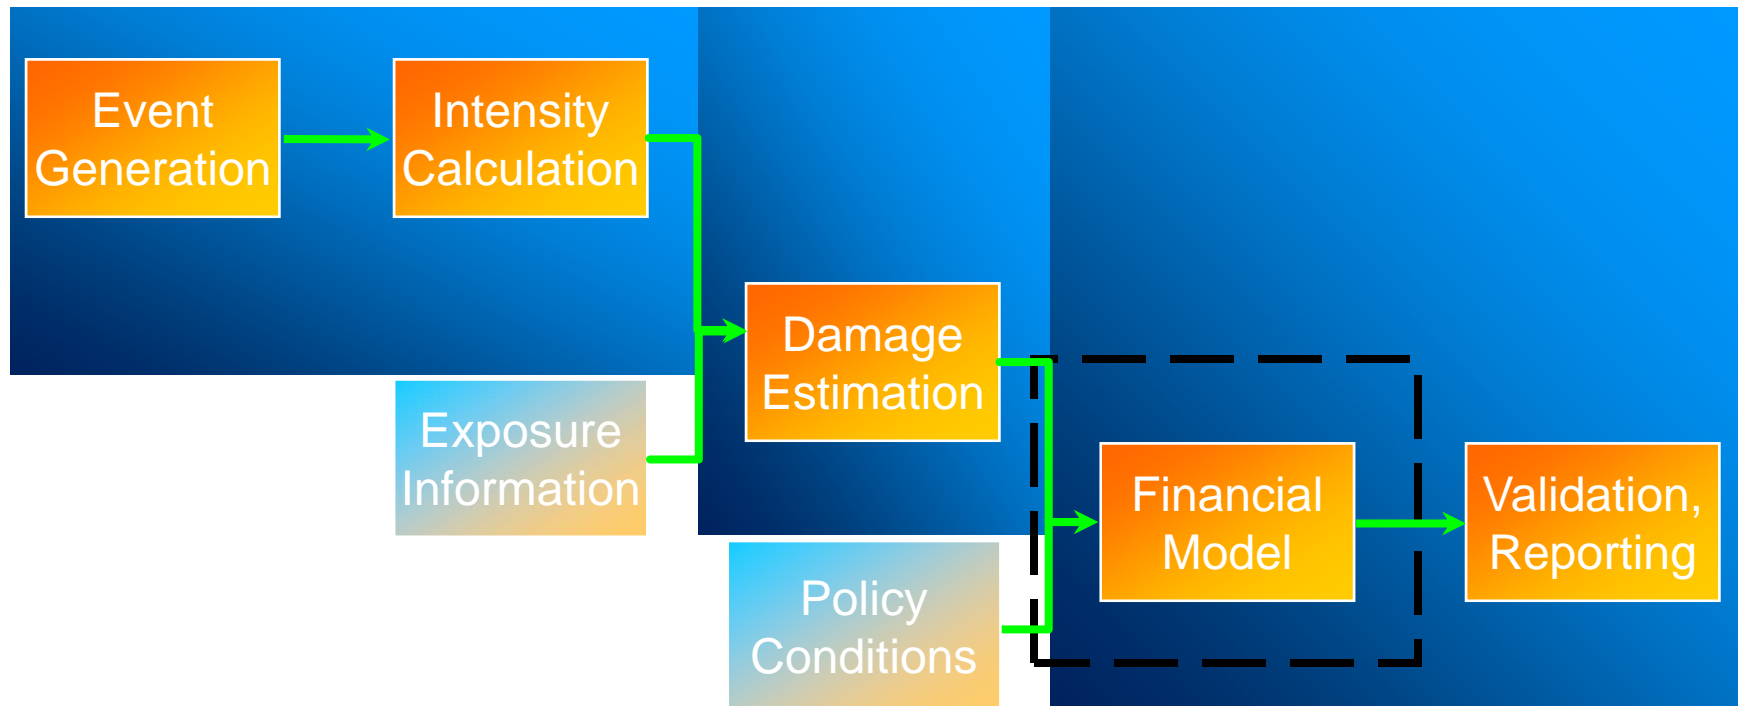 Event
Generation
Intensity
Calculation
Damage
Estimation
Exposure
Information
Financial
Model
Validation,
Reporting
Policy
Conditions